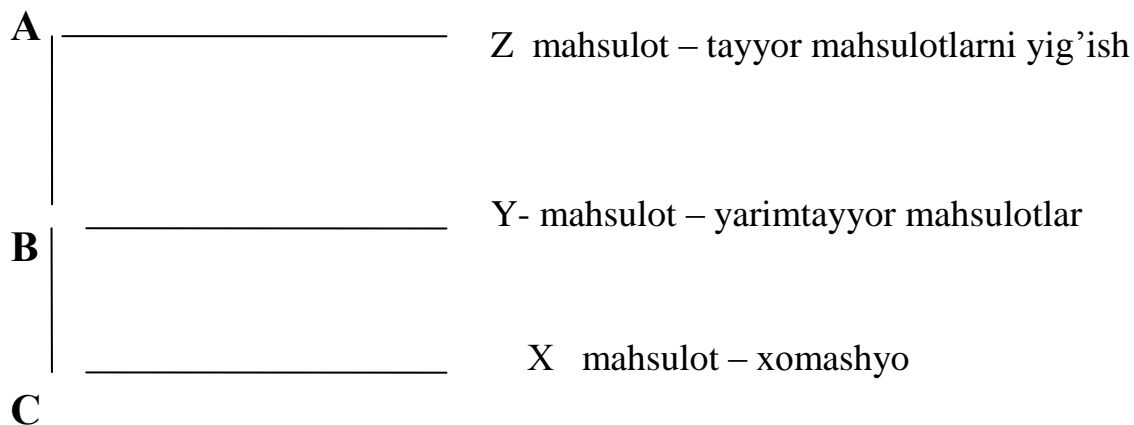 A
Z mahsulot – tayyor mahsulotlarni yig’ish
Y- mahsulot – yarimtayyor mahsulotlar
B
X mahsulot – xomashyo
C